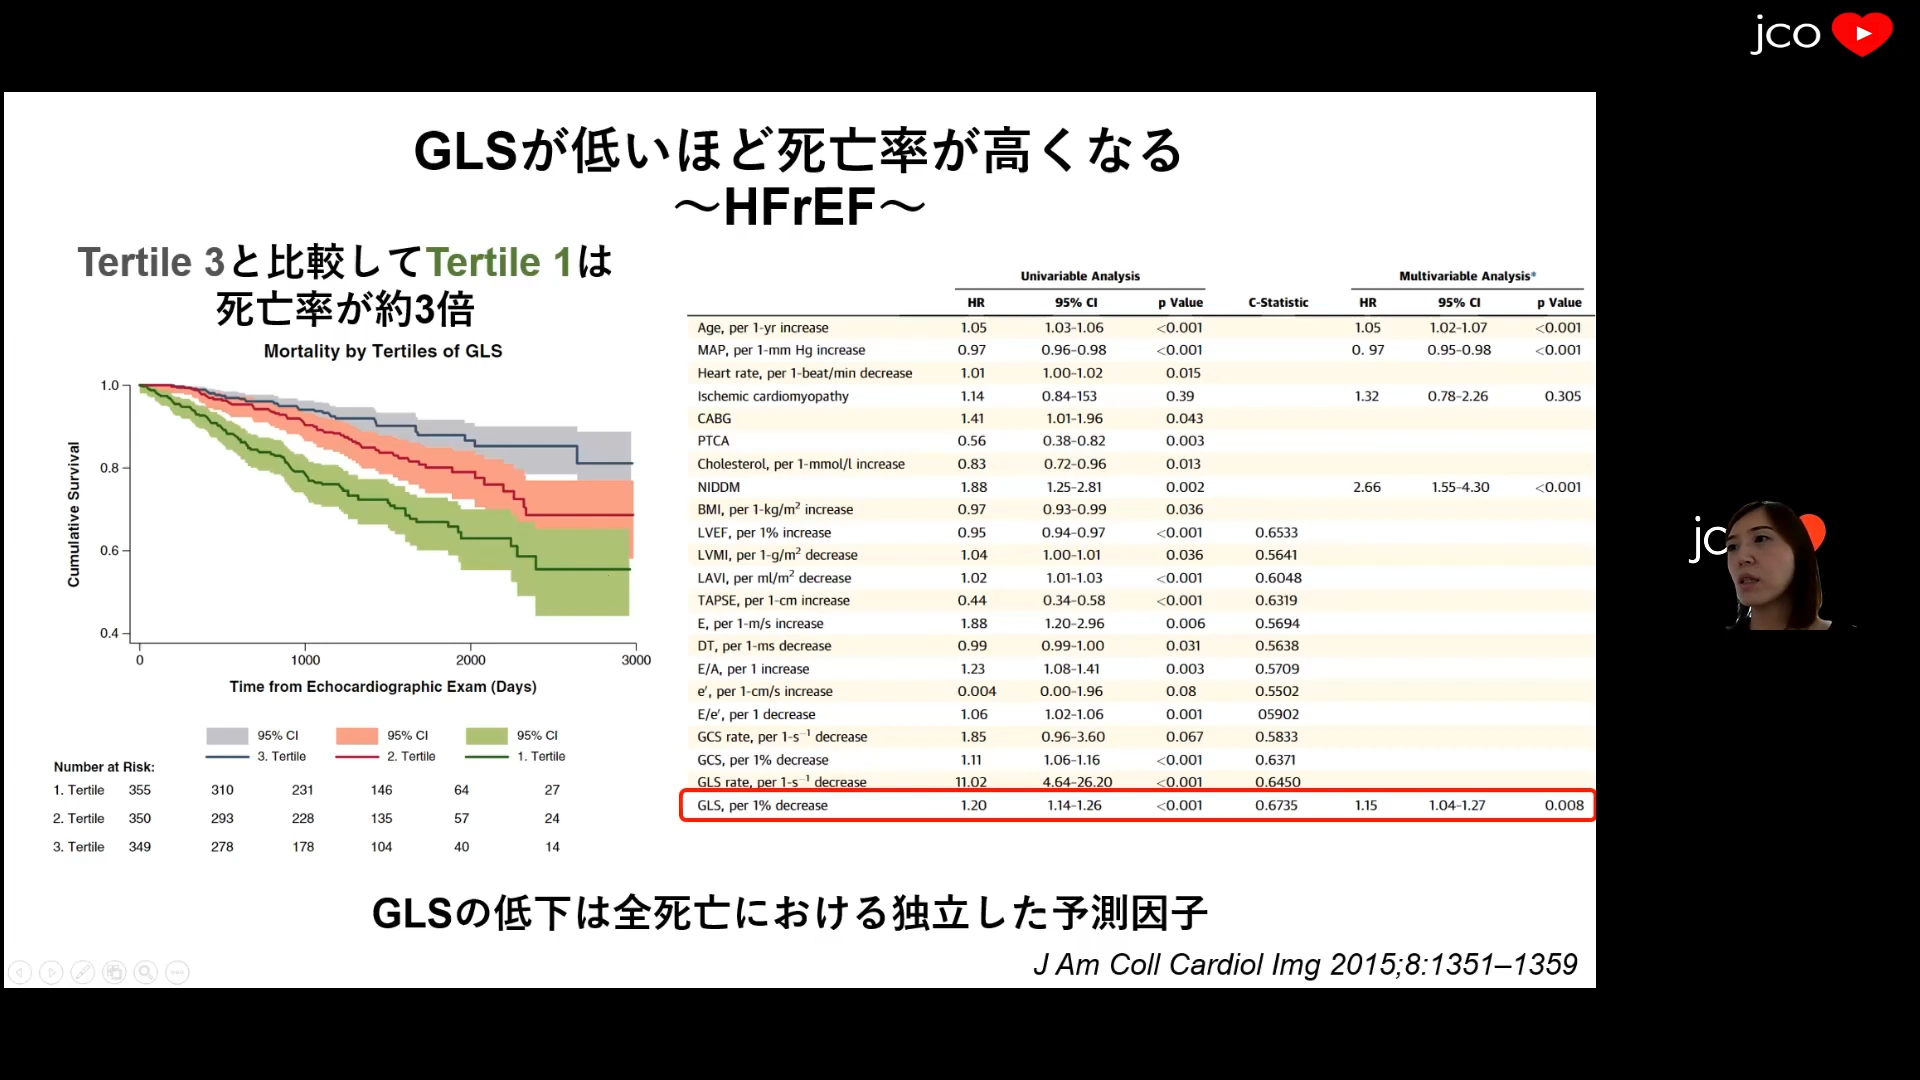 jco
GLSが低いほど死亡率が高くなる
～HFrEF～
Tertile 3と比較してTertile 1は
死亡率が約3倍
Mortality by Tertiles of GLS
Cumulative Survival
1.0
0.8
0.6
0.4
0 1000 2000 3000
Time from Echocardiographic Exam (Days)
95% CI 95% CI 95% CI
3. Tertile 2. Tertile 1. Tertile
Number at Risk:
1. Tertile 355 310 231 146 64 27
2. Tertile 350 293 228 135 57 24
3. Tertile 349 278 178 104 40 14
Univariable Analysis Multivariable Analysis*
HR 95% CI p Value C-Statistic HR 95% CI p Value
Age, per 1-yr increase 1.05 1.03–1.06 <0.001 1.05 1.02–1.07 <0.001
MAP, per 1-mm Hg increase 0.97 0.96–0.98 <0.001 0. 97 0.95–0.98 <0.001
Heart rate, per 1-beat/min decrease 1.01 1.00–1.02 0.015
Ischemic cardiomyopathy 1.14 0.84–153 0.39 1.32 0.78–2.26 0.305
CABG 1.41 1.01–1.96 0.043
PTCA 0.56 0.38–0.82 0.003
Cholesterol, per 1-mmol/l increase 0.83 0.72–0.96 0.013
NIDDM 1.88 1.25–2.81 0.002 2.66 1.55–4.30 <0.001
BMI, per 1-kg/m² increase 0.97 0.93–0.99 0.036
LVEF, per 1% increase 0.95 0.94–0.97 <0.001 0.6533
LVMI, per 1-g/m² decrease 1.04 1.00–1.01 0.036 0.5641
LAVI, per ml/m² decrease 1.02 1.01–1.03 <0.001 0.6048
TAPSE, per 1-cm increase 0.44 0.34–0.58 <0.001 0.6319
E, per 1-m/s increase 1.88 1.20–2.96 0.006 0.5694
DT, per 1-ms decrease 0.99 0.99–1.00 0.031 0.5638
E/A, per 1 increase 1.23 1.08–1.41 0.003 0.5709
e′, per 1-cm/s increase 0.004 0.00–1.96 0.08 0.5502
E/e′, per 1 decrease 1.06 1.02–1.06 0.001 05902
GCS rate, per 1-s⁻¹ decrease 1.85 0.96–3.60 0.067 0.5833
GCS, per 1% decrease 1.11 1.06–1.16 <0.001 0.6371
GLS rate, per 1-s⁻¹ decrease 11.02 4.64–26.20 <0.001 0.6450
GLS, per 1% decrease 1.20 1.14–1.26 <0.001 0.6735 1.15 1.04–1.27 0.008
GLSの低下は全死亡における独立した予測因子
J Am Coll Cardiol Img 2015;8:1351–1359
jc